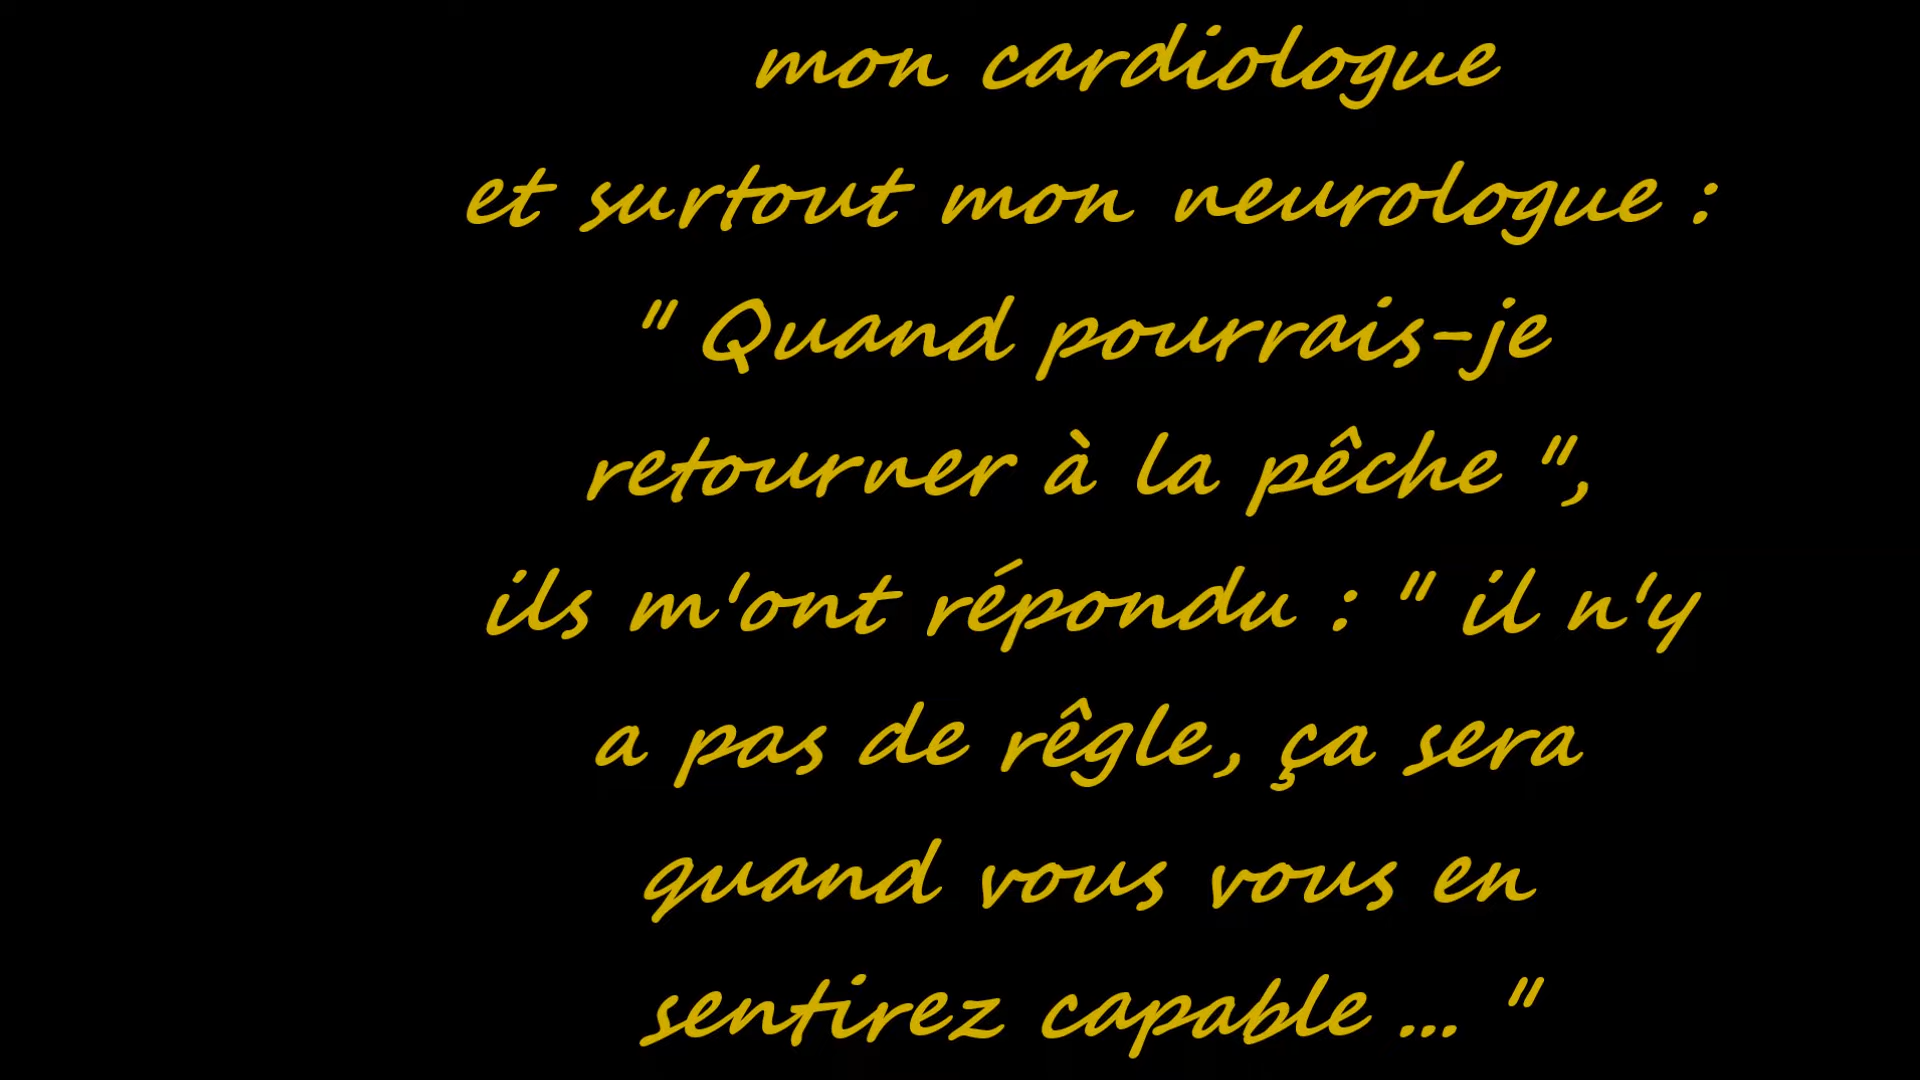 mon cardiologue
et surtout mon neurologue :
" Quand pourrais-je
retourner à la pêche ",
ils m'ont répondu : " il n'y
a pas de rêgle, ça sera
quand vous vous en
sentirez capable ... "